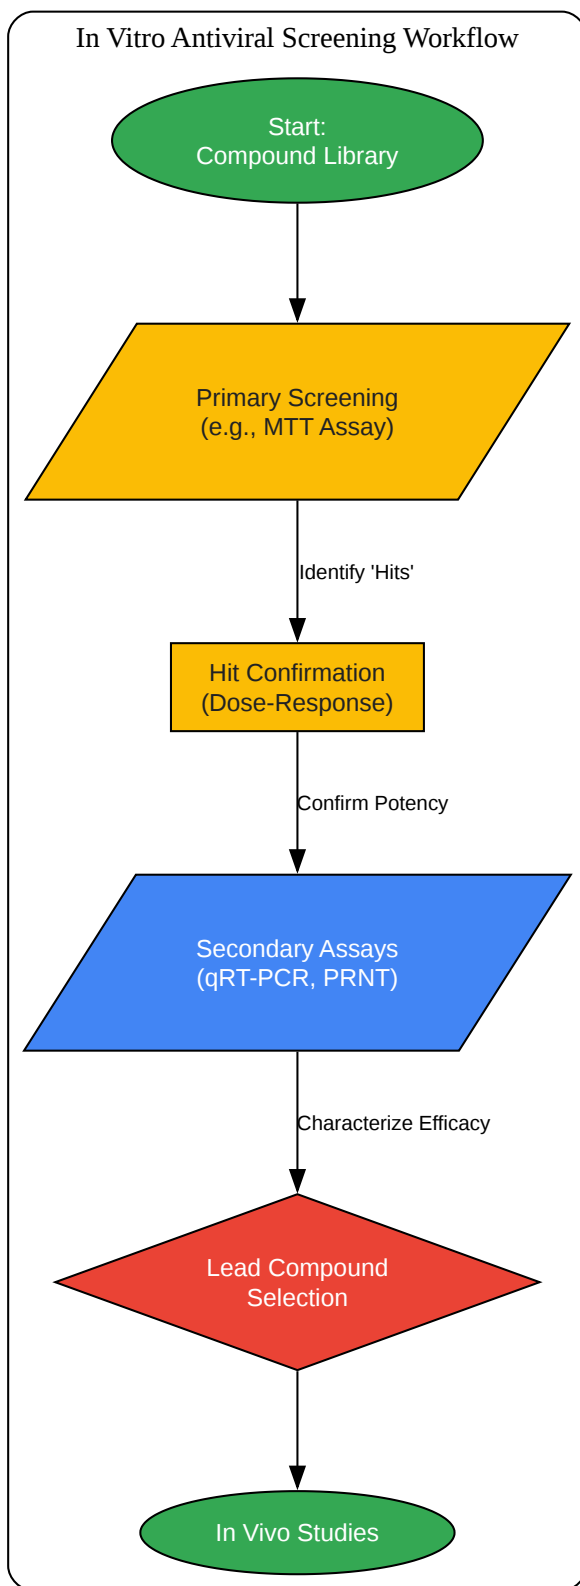 In Vitro Antiviral Screening Workflow
Start:
Compound Library
Primary Screening
(e.g., MTT Assay)
Identify 'Hits'
Hit Confirmation
(Dose-Response)
Confirm Potency
Secondary Assays
(qRT-PCR, PRNT)
Characterize Efficacy
Lead Compound
Selection
In Vivo Studies